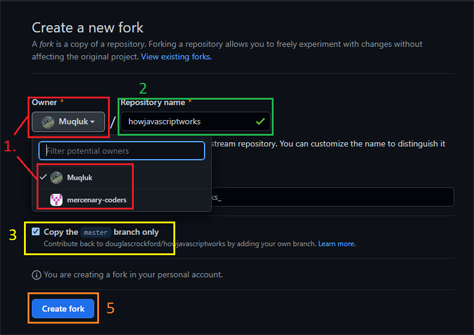 Create a new fork
A fork is a copy of a repository. Forking a repository allows you to freely experiment with changes without
affecting the original project. View existing forks.
2
Owner * Repository name *
Muqluk / howjavascriptworks
1.
Filter potential owners
stream repository. You can customize the name to distinguish it
Muqluk
mercenary-coders
ks_
3
Copy the master branch only
Contribute back to douglascrockford/howjavascriptworks by adding your own branch. Learn more.
You are creating a fork in your personal account.
Create fork 5